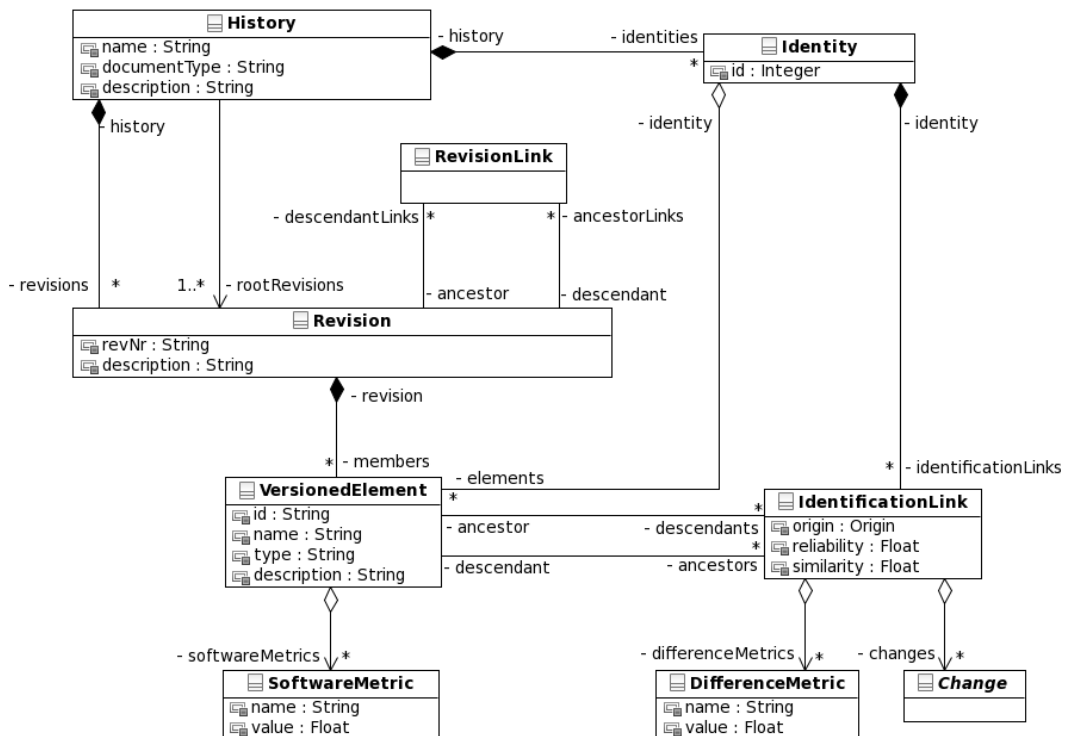 History
name : String
documentType : String
description : String
- history
- identities
*
Identity
id : Integer
- history
- identity
- identity
RevisionLink
- descendantLinks * * - ancestorLinks
- revisions * 1..* - rootRevisions
- ancestor
- descendant
Revision
revNr : String
description : String
- revision
* - members
- elements
*
* - identificationLinks
VersionedElement
id : String
name : String
type : String
description : String
IdentificationLink
origin : Origin
reliability : Float
similarity : Float
- ancestor
- descendants
*
- descendant
- ancestors
*
- softwareMetrics *
- differenceMetrics *
- changes *
SoftwareMetric
name : String
value : Float
DifferenceMetric
name : String
value : Float
Change